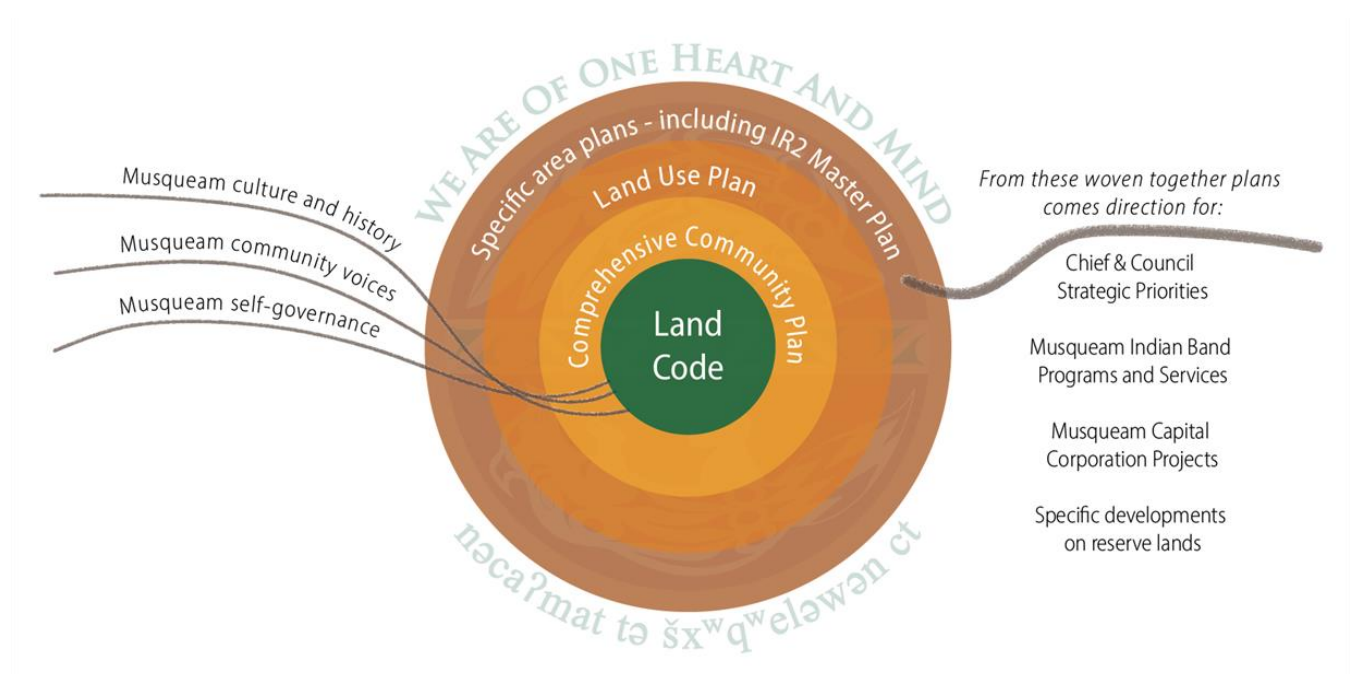 WE ARE OF ONE HEART AND MIND
Specific area plans - including IR2 Master Plan
Land Use Plan
Comprehensive Community Plan
Land
Code
Musqueam culture and history
Musqueam community voices
Musqueam self-governance
From these woven together plans
comes direction for:
Chief & Council
Strategic Priorities
Musqueam Indian Band
Programs and Services
Musqueam Capital
Corporation Projects
Specific developments
on reserve lands
nəcaʔmat tə šxʷqʷeləwən ct